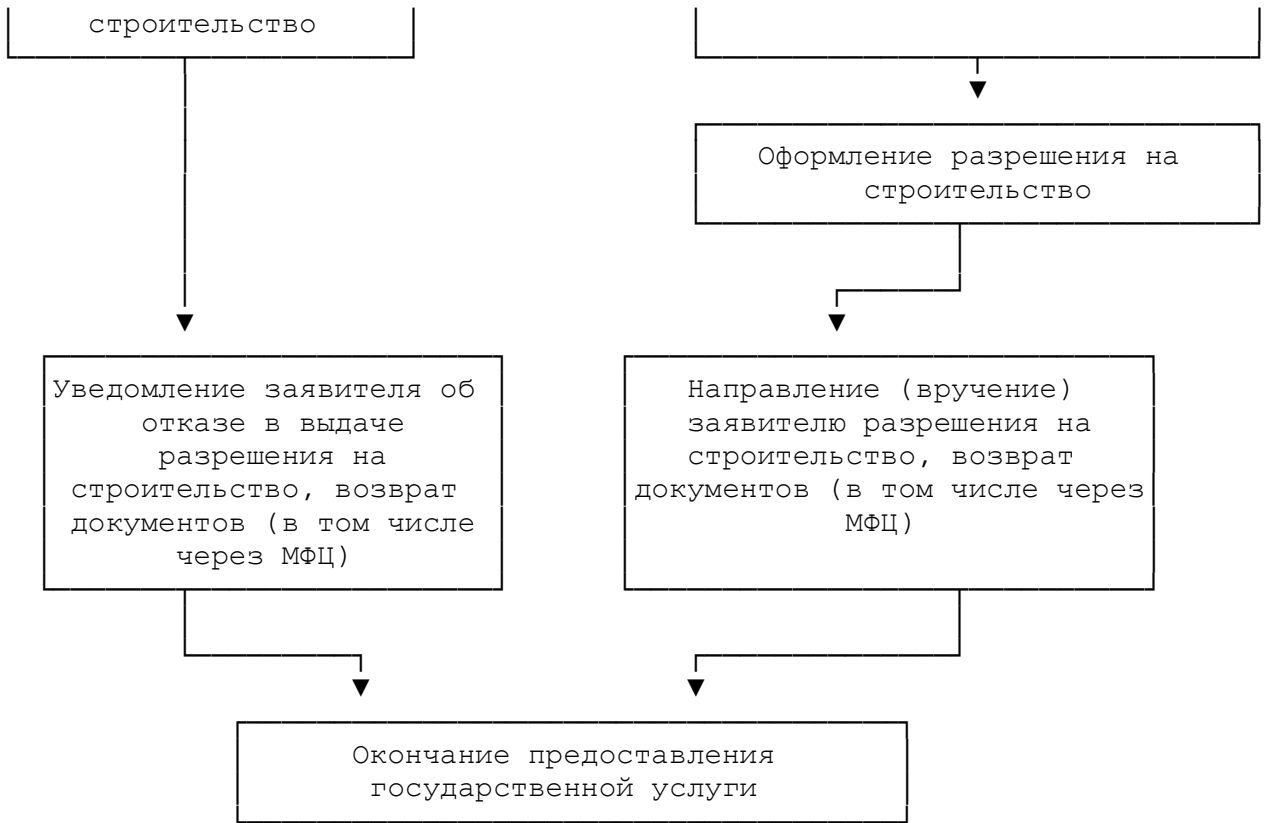 строительство
Оформление разрешения на
строительство
Уведомление заявителя об
отказе в выдаче
разрешения на
строительство, возврат
документов (в том числе
через МФЦ)
Направление (вручение)
заявителю разрешения на
строительство, возврат
документов (в том числе через
МФЦ)
Окончание предоставления
государственной услуги